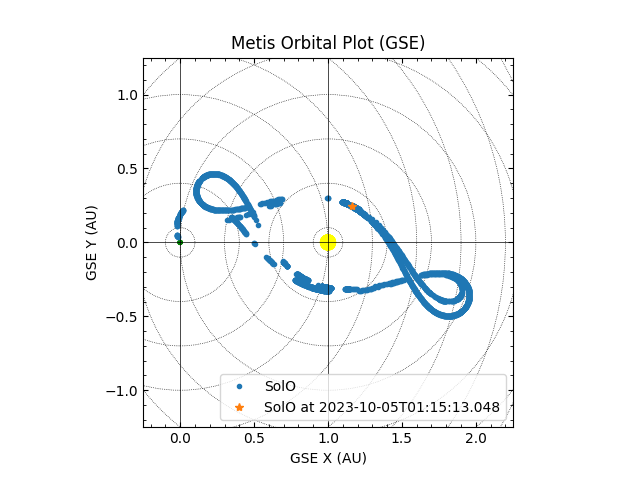 Metis Orbital Plot (GSE)
GSE Y (AU)
1.0
0.5
0.0
−0.5
−1.0
SolO
SolO at 2023-10-05T01:15:13.048
0.0 0.5 1.0 1.5 2.0
GSE X (AU)